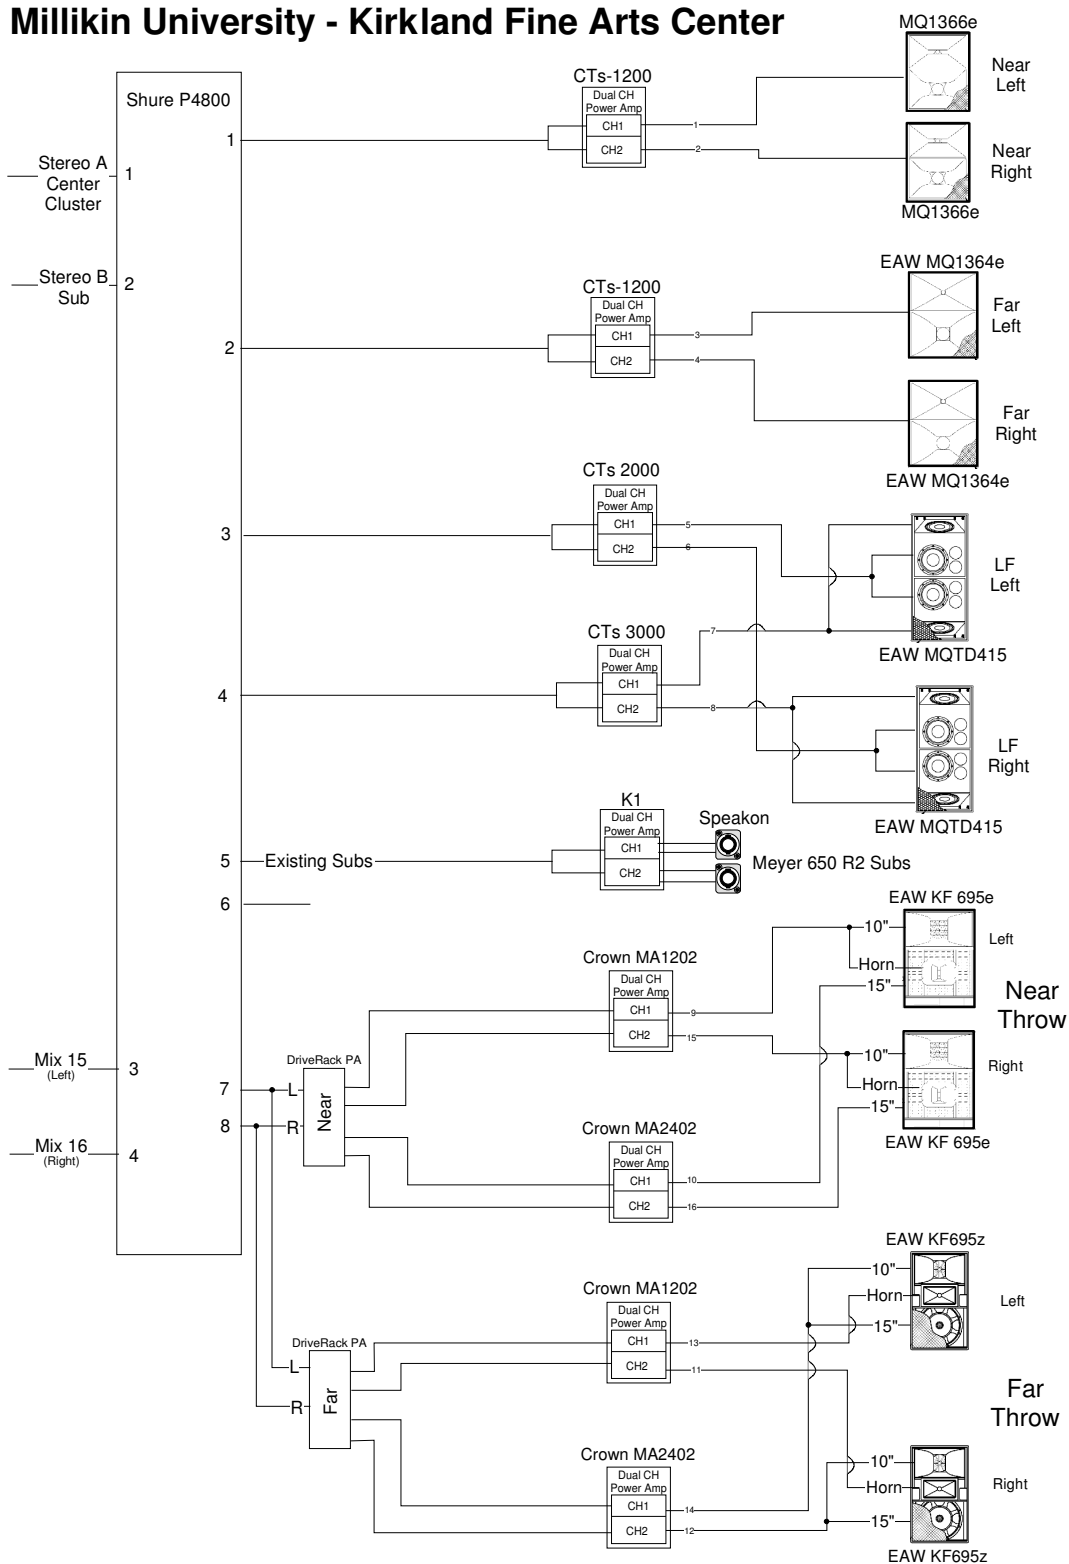 Millikin University - Kirkland Fine Arts Center
Shure P4800
Stereo A
Center
Cluster
1
Stereo B
Sub
2
Mix 15
(Left)
3
Mix 16
(Right)
4
1
2
3
4
5
6
7
8
CTs-1200
Dual CH
Power Amp
CH1
CH2
1
2
MQ1366e
Near
Left
Near
Right
MQ1366e
CTs-1200
Dual CH
Power Amp
CH1
CH2
3
4
EAW MQ1364e
Far
Left
Far
Right
EAW MQ1364e
CTs 2000
Dual CH
Power Amp
CH1
CH2
5
6
LF
Left
EAW MQTD415
CTs 3000
Dual CH
Power Amp
CH1
CH2
7
8
LF
Right
EAW MQTD415
Existing Subs
K1
Dual CH
Power Amp
CH1
CH2
Speakon
Meyer 650 R2 Subs
DriveRack PA
L
R
Near
Crown MA1202
Dual CH
Power Amp
CH1
CH2
9
15
EAW KF 695e
10"
Horn
15"
Left
Near
Throw
10"
Horn
15"
Right
EAW KF 695e
Crown MA2402
Dual CH
Power Amp
CH1
CH2
10
16
DriveRack PA
L
R
Far
Crown MA1202
Dual CH
Power Amp
CH1
CH2
13
11
EAW KF695z
10"
Horn
15"
Left
Far
Throw
Crown MA2402
Dual CH
Power Amp
CH1
CH2
14
12
10"
Horn
15"
Right
EAW KF695z